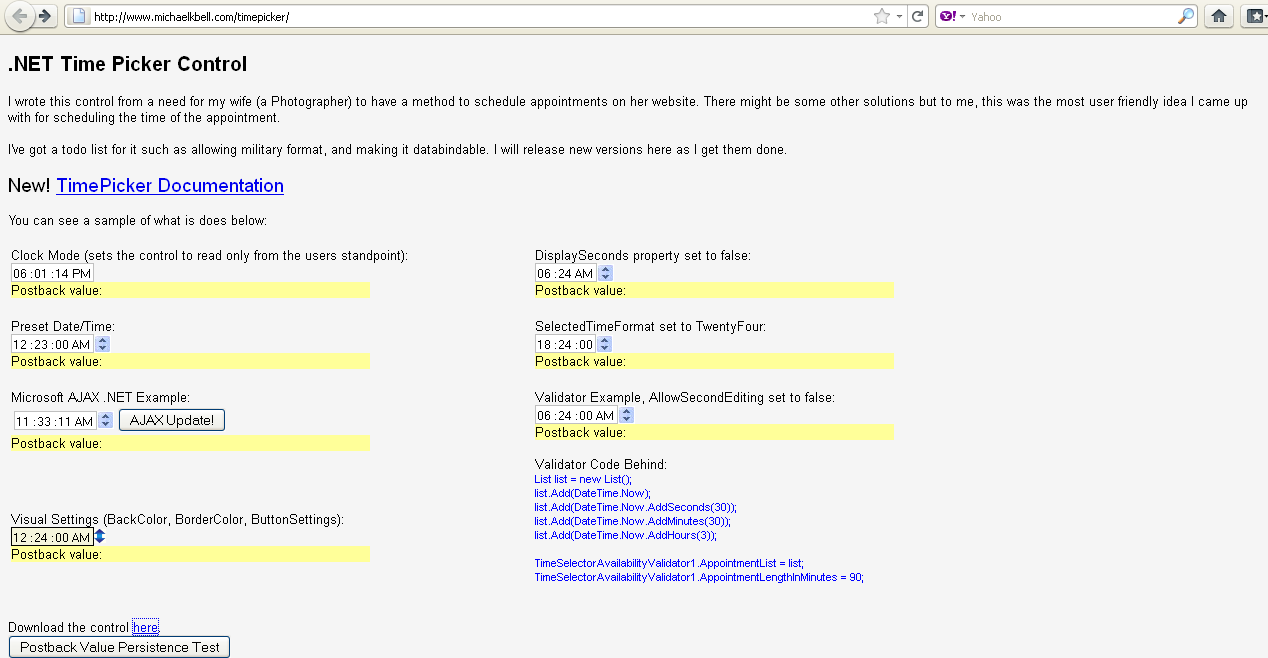 http://www.michaelkbell.com/timepicker/
Yahoo
.NET Time Picker Control
I wrote this control from a need for my wife (a Photographer) to have a method to schedule appointments on her website. There might be some other solutions but to me, this was the most user friendly idea I came up
with for scheduling the time of the appointment.
I've got a todo list for it such as allowing military format, and making it databindable. I will release new versions here as I get them done.
New! TimePicker Documentation
You can see a sample of what is does below:
Clock Mode (sets the control to read only from the users standpoint):
06 :01 :14 PM
Postback value:
DisplaySeconds property set to false:
06 :24 AM
Postback value:
Preset Date/Time:
12 :23 :00 AM
Postback value:
SelectedTimeFormat set to TwentyFour:
18 :24 :00
Postback value:
Microsoft AJAX .NET Example:
11 :33 :11 AM AJAX Update!
Postback value:
Validator Example, AllowSecondEditing set to false:
06 :24 :00 AM
Postback value:
Validator Code Behind:
List list = new List();
list.Add(DateTime.Now);
list.Add(DateTime.Now.AddSeconds(30));
list.Add(DateTime.Now.AddMinutes(30));
list.Add(DateTime.Now.AddHours(3));
TimeSelectorAvailabilityValidator1.AppointmentList = list;
TimeSelectorAvailabilityValidator1.AppointmentLengthInMinutes = 90;
Visual Settings (BackColor, BorderColor, ButtonSettings):
12 :24 :00 AM
Postback value:
Download the control here
Postback Value Persistence Test